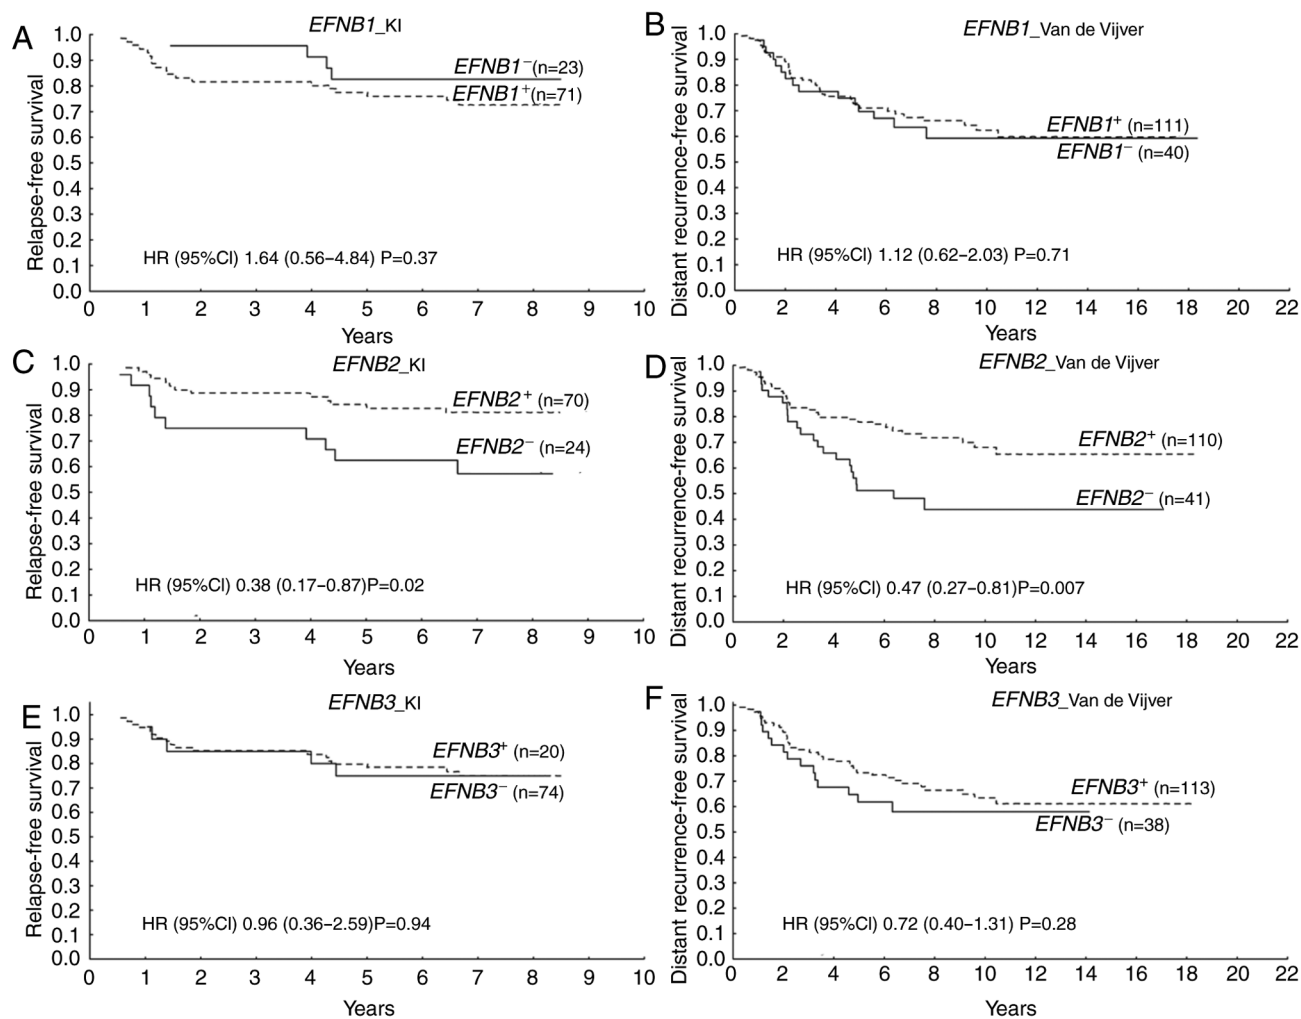 A
EFNB1_KI
Relapse-free survival
1.0
0.9
0.8
0.7
0.6
0.5
0.4
0.3
0.2
0.1
0.0
EFNB1⁻(n=23)
EFNB1⁺(n=71)
HR (95%CI) 1.64 (0.56–4.84) P=0.37
0 1 2 3 4 5 6 7 8 9 10
Years
B
EFNB1_Van de Vijver
Distant recurrence-free survival
1.0
0.9
0.8
0.7
0.6
0.5
0.4
0.3
0.2
0.1
0.0
EFNB1⁺ (n=111)
EFNB1⁻ (n=40)
HR (95%CI) 1.12 (0.62–2.03) P=0.71
0 2 4 6 8 10 12 14 16 18 20 22
Years
C
EFNB2_KI
Relapse-free survival
1.0
0.9
0.8
0.7
0.6
0.5
0.4
0.3
0.2
0.1
0.0
EFNB2⁺ (n=70)
EFNB2⁻ (n=24)
HR (95%CI) 0.38 (0.17–0.87)P=0.02
0 1 2 3 4 5 6 7 8 9 10
Years
D
EFNB2_Van de Vijver
Distant recurrence-free survival
1.0
0.9
0.8
0.7
0.6
0.5
0.4
0.3
0.2
0.1
0.0
EFNB2⁺ (n=110)
EFNB2⁻ (n=41)
HR (95%CI) 0.47 (0.27–0.81)P=0.007
0 2 4 6 8 10 12 14 16 18 20 22
Years
E
EFNB3_KI
Relapse-free survival
1.0
0.9
0.8
0.7
0.6
0.5
0.4
0.3
0.2
0.1
0.0
EFNB3⁺ (n=20)
EFNB3⁻ (n=74)
HR (95%CI) 0.96 (0.36–2.59)P=0.94
0 1 2 3 4 5 6 7 8 9 10
Years
F
EFNB3_Van de Vijver
Distant recurrence-free survival
1.0
0.9
0.8
0.7
0.6
0.5
0.4
0.3
0.2
0.1
0.0
EFNB3⁺ (n=113)
EFNB3⁻ (n=38)
HR (95%CI) 0.72 (0.40–1.31) P=0.28
0 2 4 6 8 10 12 14 16 18 20 22
Years